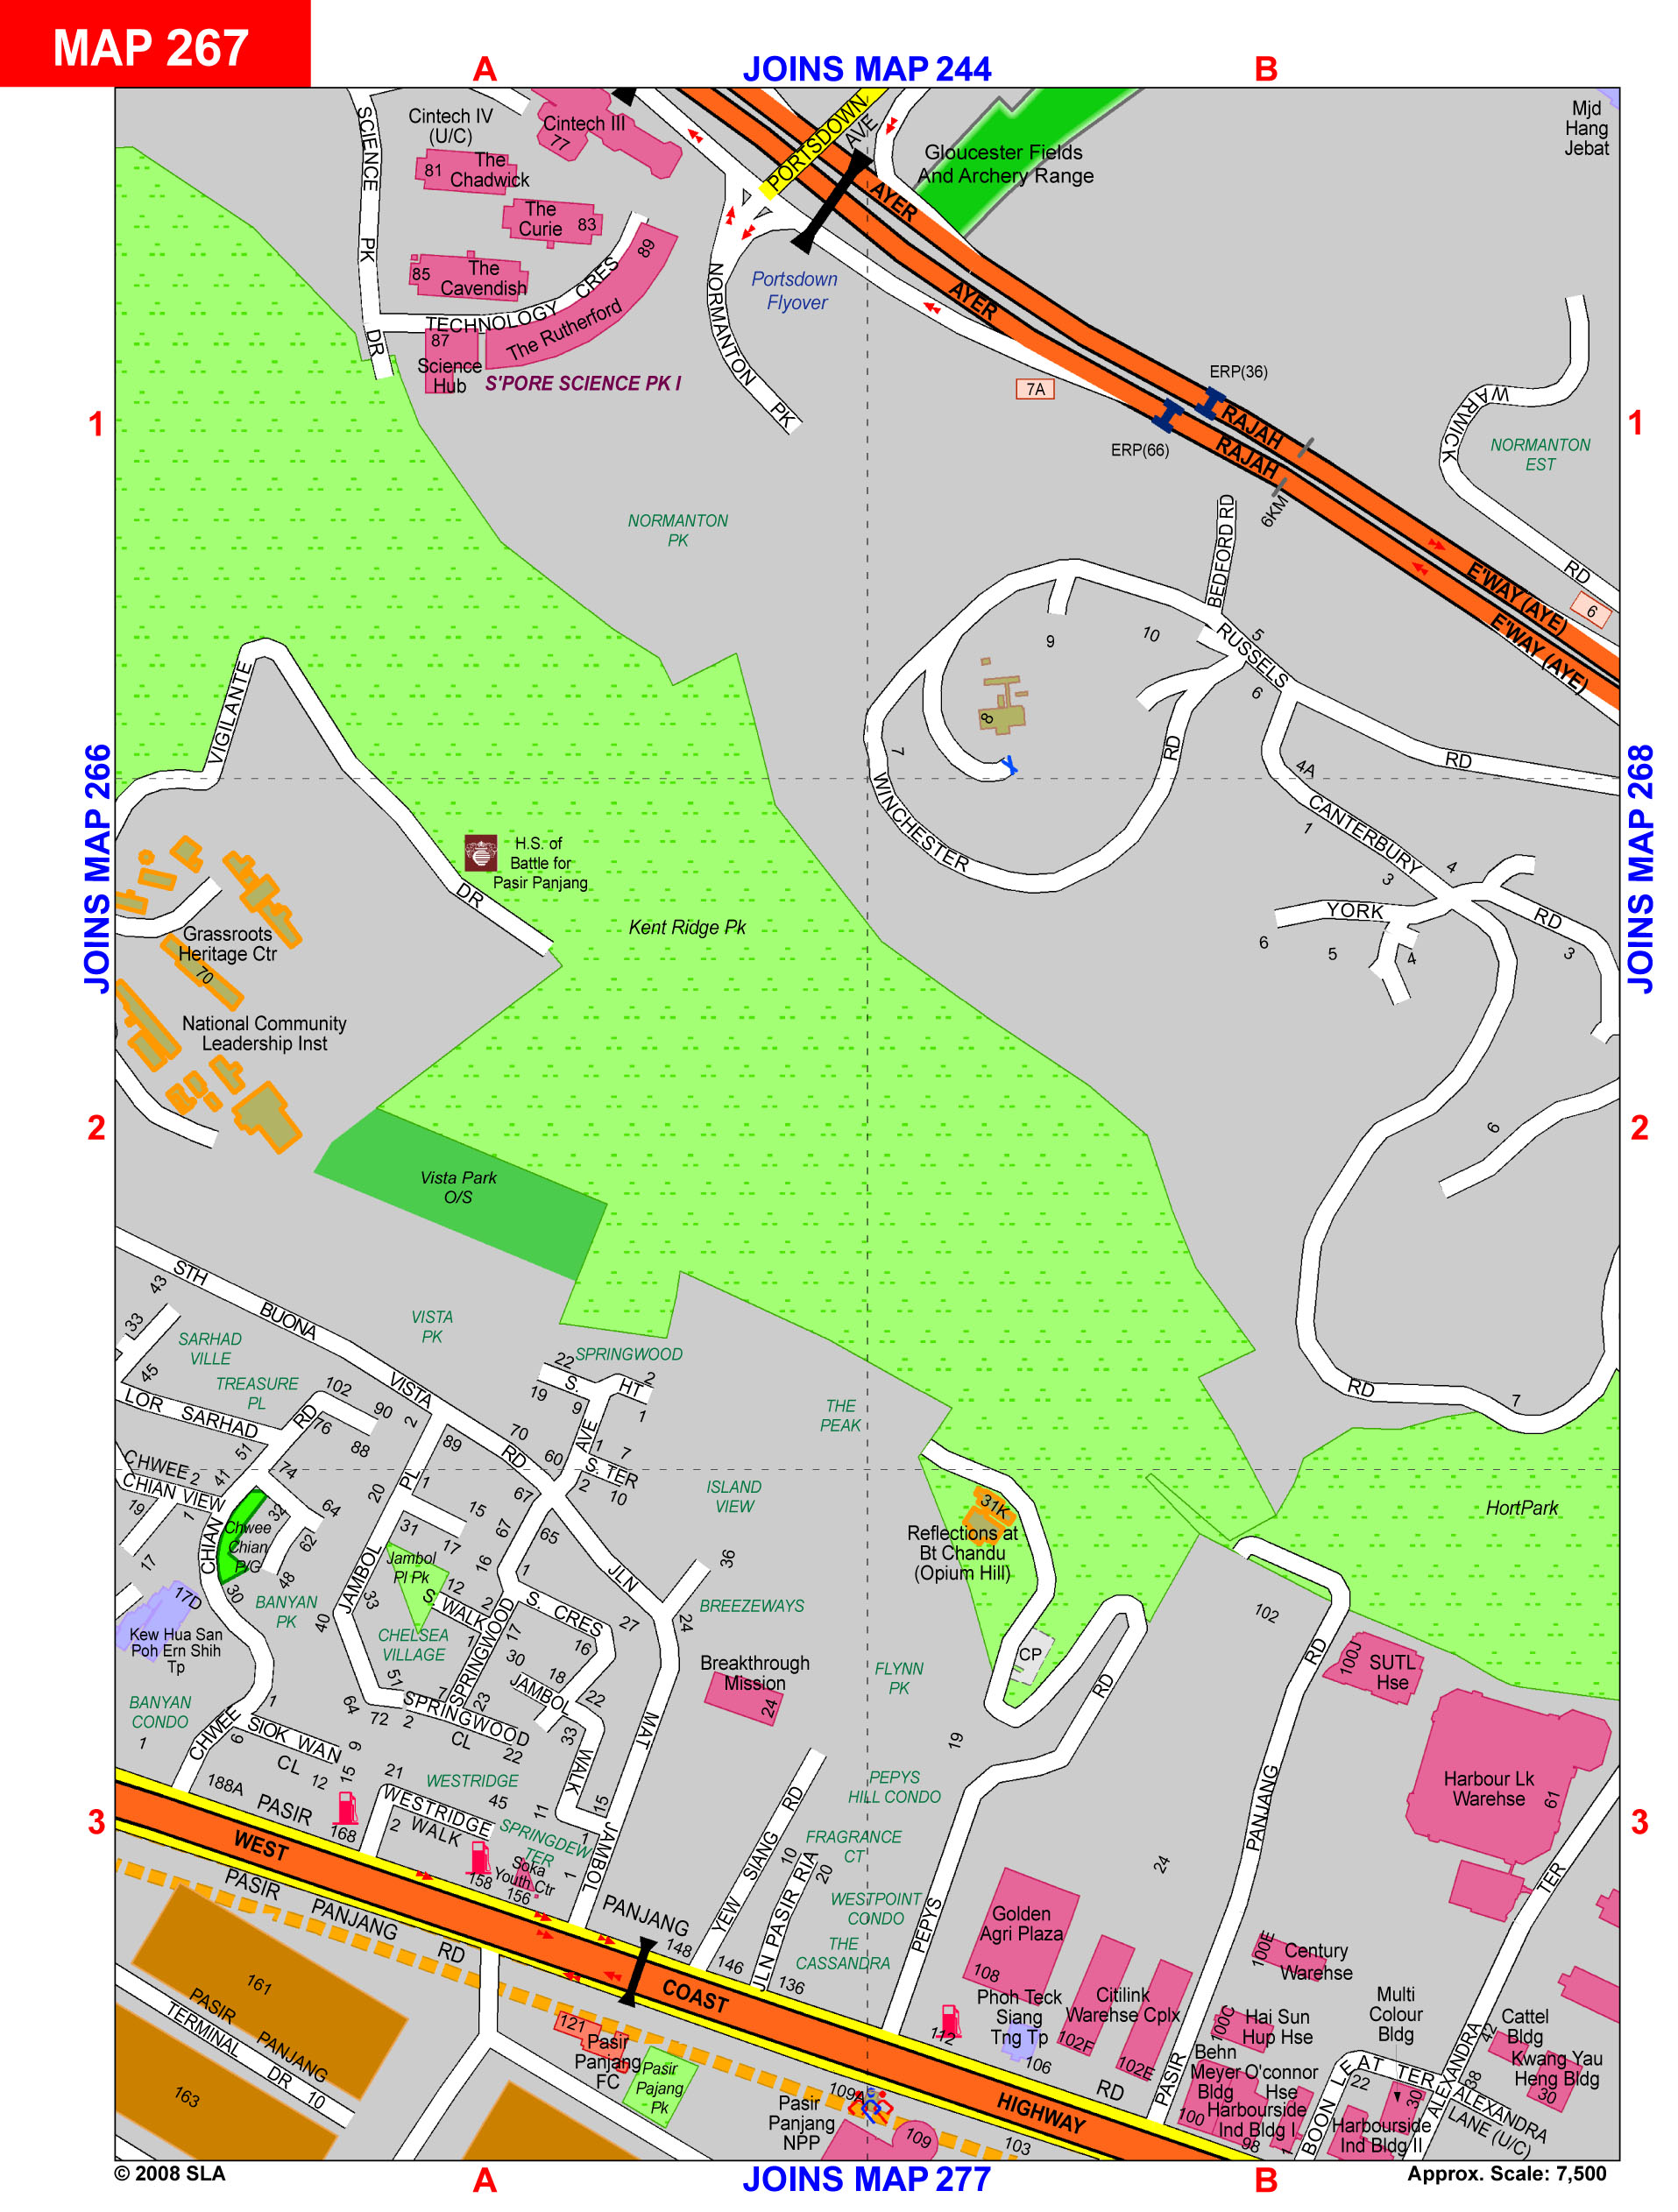 MAP 267
A
JOINS MAP 244
B
SCIENCE
PK
DR
Cintech IV
(U/C)
Cintech III
77
81
The
Chadwick
The
Curie
83
85
The
Cavendish
89
TECHNOLOGY
CRES
The Rutherford
87
Science
Hub
S'PORE SCIENCE PK I
PORTSDOWN
AVE
NORMANTON
PK
Portsdown
Flyover
AYER
AYER
Gloucester Fields
And Archery Range
Mjd
Hang
Jebat
7A
ERP(36)
ERP(66)
RAJAH
RAJAH
6KM
E'WAY (AYE)
E'WAY (AYE)
WARWICK
RD
NORMANTON
EST
6
1
1
NORMANTON
PK
BEDFORD RD
RUSSELS
RD
5
6
9
10
8
7
WINCHESTER
RD
4A
CANTERBURY
RD
1
3
4
YORK
6
5
4
3
6
RD
7
VIGILANTE
DR
JOINS MAP 266
JOINS MAP 268
H.S. of
Battle for
Pasir Panjang
Kent Ridge Pk
Grassroots
Heritage Ctr
70
National Community
Leadership Inst
2
2
Vista Park
O/S
STH
BUONA
VISTA
RD
43
33
45
SARHAD
VILLE
TREASURE
PL
VISTA
PK
LOR SARHAD
RD
102
76
90
2
88
51
41
74
CHWEE 2
CHIAN VIEW
19
1
17
32
64
62
48
Chwee
Chian
P/G
CHIAN
30
BANYAN
PK
17D
Kew Hua San
Poh Ern Shih
Tp
BANYAN
CONDO
1
CHWEE
1
6
SIOK WAN
CL
9
12
15
188A
PASIR
168
SPRINGWOOD
22
S.
HT
2
19
9
1
AVE
70
60
1
7
S. TER
2
10
89
PL
1
20
15
67
67
65
31
17
16
1
JAMBOL
Jambol
Pl Pk
33
40
12
2
S. WALK
1
CHELSEA
VILLAGE
57
64
72
2
7
SPRINGWOOD
SPRINGWOOD
CL
22
23
17
S. CRES
27
16
30
18
JAMBOL
22
33
WALK
15
11
1
1
JLN
MAT
JAMBOL
36
24
21
WESTRIDGE
45
WESTRIDGE
WALK
2
SPRINGDEW
TER
158
Soka
Youth Ctr
156
THE
PEAK
ISLAND
VIEW
BREEZEWAYS
Breakthrough
Mission
24
FLYNN
PK
19
PEPYS
HILL CONDO
FRAGRANCE
CT
WESTPOINT
CONDO
THE
CASSANDRA
YEW
SIANG
RD
JLN PASIR RIA
10
20
146
136
148
PANJANG
31K
Reflections at
Bt Chandu
(Opium Hill)
CP
PEPYS
RD
HortPark
102
100J
SUTL
Hse
Harbour Lk
Warehse
61
PASIR
PANJANG
RD
24
Golden
Agri Plaza
108
Phoh Teck
Siang
Tng Tp
112
106
RD
Citilink
Warehse Cplx
102F
102E
100E
Century
Warehse
100C
Hai Sun
Hup Hse
Behn
Meyer
Bldg
100
O'connor
Hse
Harbourside
Ind Bldg I
98
1
Multi
Colour
Bldg
BOON LEAT TER
22
30
Harbourside
Ind Bldg II
ALEXANDRA
TER
42
38
Cattel
Bldg
Kwang Yau
Heng Bldg
30
ALEXANDRA
LANE (U/C)
3
3
WEST
COAST
HIGHWAY
PASIR
PANJANG
RD
161
PASIR
PANJANG
TERMINAL
DR
10
163
121
Pasir
Panjang
FC
Pasir
Pajang
Pk
109A
Pasir
Panjang
NPP
109
103
© 2008 SLA
A
JOINS MAP 277
B
Approx. Scale: 7,500